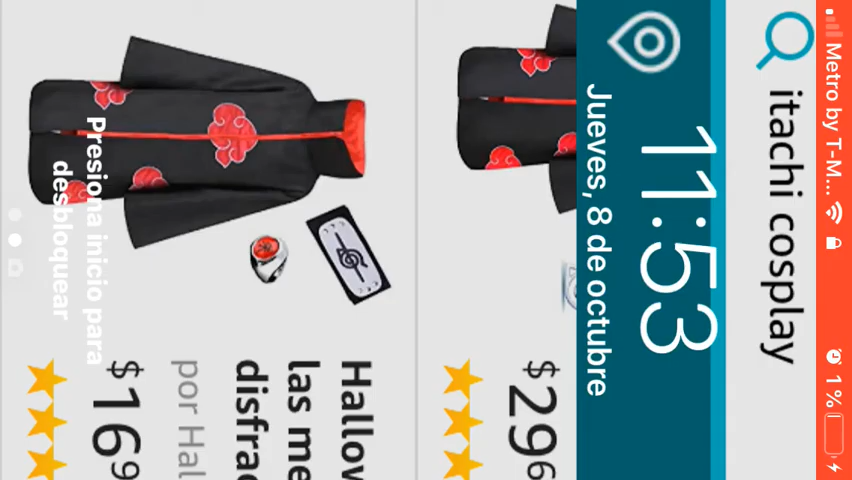 Metro by T-M...
1 %
itachi cosplay
11:53
Jueves, 8 de octubre
Hallow
las me
disfra
por Hal
$16
$29
Presiona inicio para
desbloquear